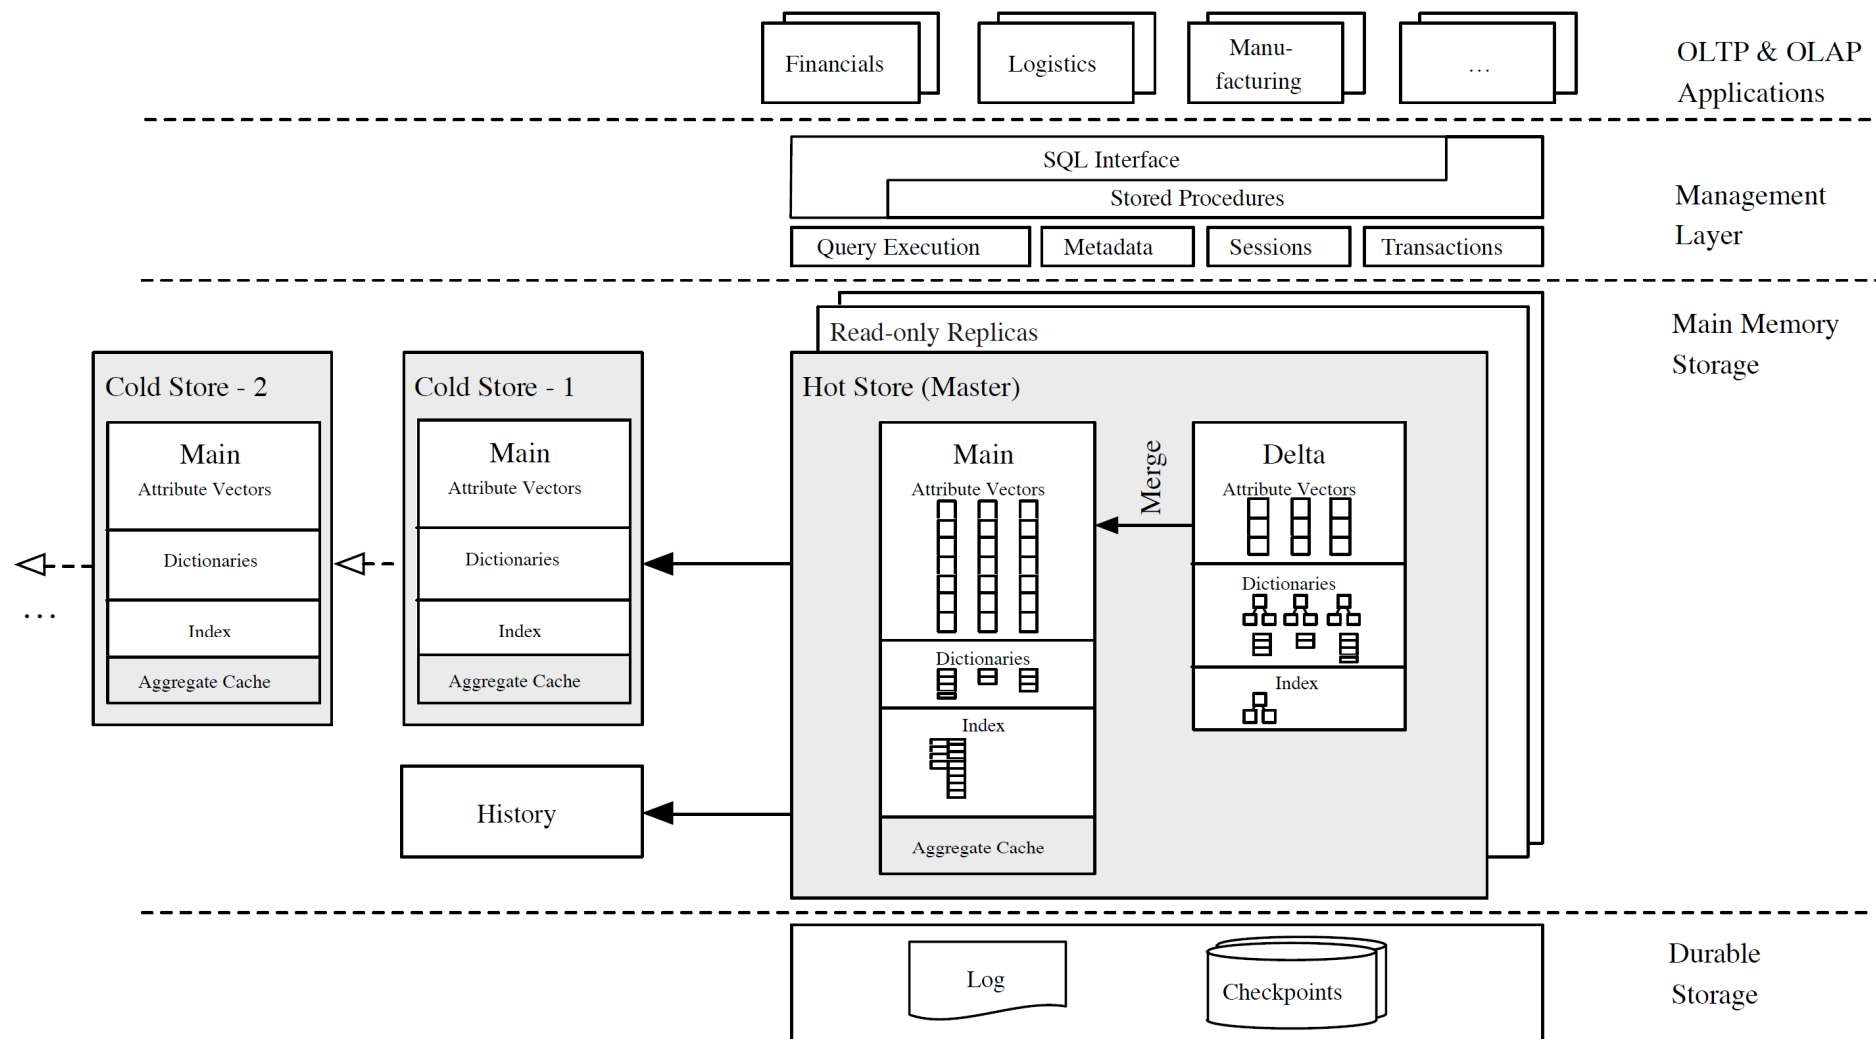 Financials
Logistics
Manu-
facturing
...
OLTP & OLAP
Applications
SQL Interface
Stored Procedures
Query Execution
Metadata
Sessions
Transactions
Management
Layer
Read-only Replicas
Main Memory
Storage
Cold Store - 2
Main
Attribute Vectors
Dictionaries
Index
Aggregate Cache
...
Cold Store - 1
Main
Attribute Vectors
Dictionaries
Index
Aggregate Cache
Hot Store (Master)
Main
Attribute Vectors
Dictionaries
Index
Aggregate Cache
Merge
Delta
Attribute Vectors
Dictionaries
Index
History
Log
Checkpoints
Durable
Storage